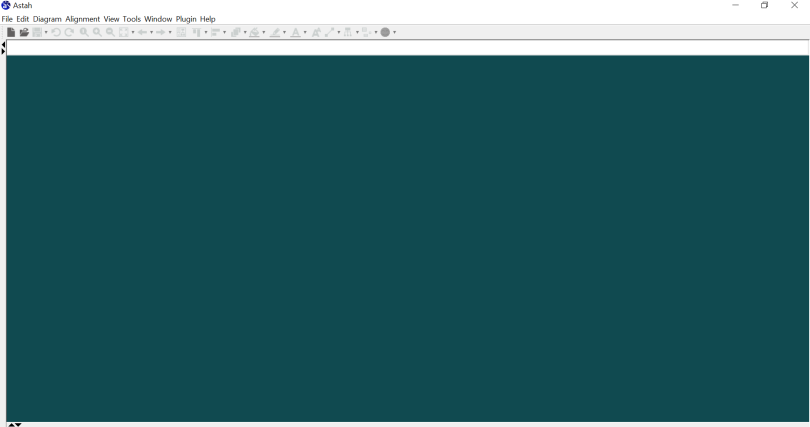 Astah
File Edit Diagram Alignment View Tools Window Plugin Help